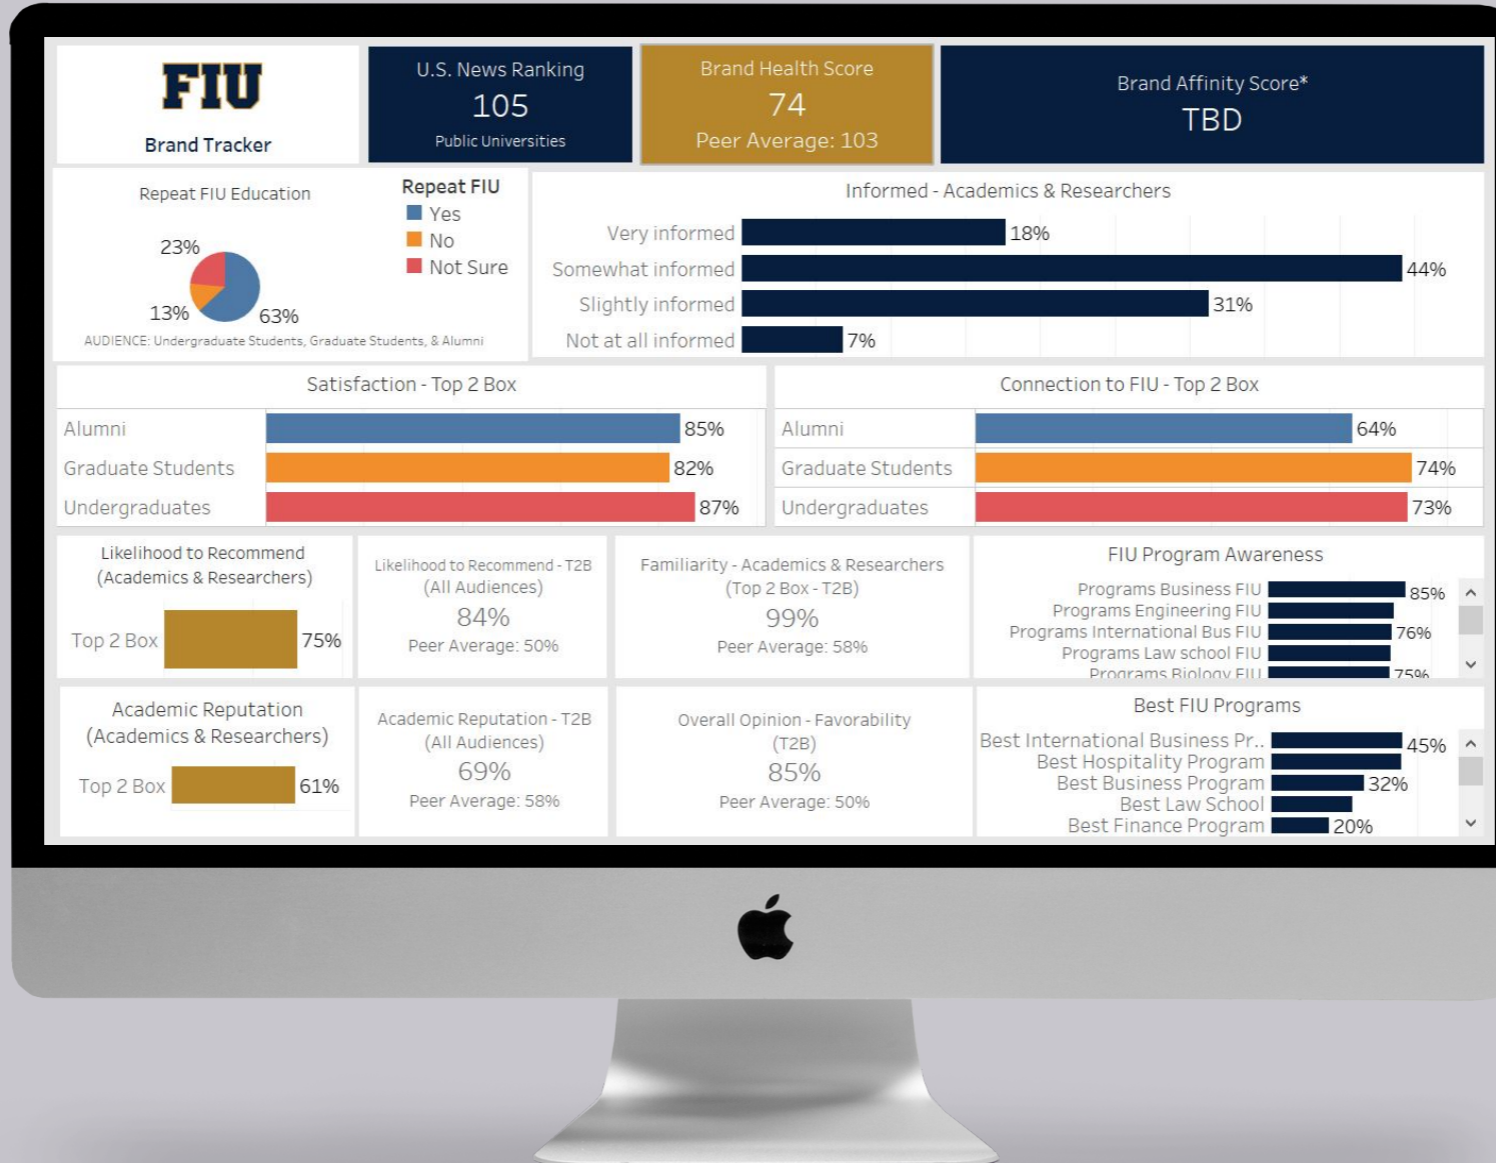 FIU
Brand Tracker
U.S. News Ranking
105
Public Universities
Brand Health Score
74
Peer Average: 103
Brand Affinity Score*
TBD
Repeat FIU Education
23%
13%
63%
AUDIENCE: Undergraduate Students, Graduate Students, & Alumni
Repeat FIU
Yes
No
Not Sure
Informed - Academics & Researchers
Very informed 18%
Somewhat informed 44%
Slightly informed 31%
Not at all informed 7%
Satisfaction - Top 2 Box
Alumni 85%
Graduate Students 82%
Undergraduates 87%
Connection to FIU - Top 2 Box
Alumni 64%
Graduate Students 74%
Undergraduates 73%
Likelihood to Recommend
(Academics & Researchers)
Top 2 Box 75%
Likelihood to Recommend - T2B
(All Audiences)
84%
Peer Average: 50%
Familiarity - Academics & Researchers
(Top 2 Box - T2B)
99%
Peer Average: 58%
FIU Program Awareness
Programs Business FIU 85%
Programs Engineering FIU
Programs International Bus FIU 76%
Programs Law school FIU
Programs Biology FIU 75%
Academic Reputation
(Academics & Researchers)
Top 2 Box 61%
Academic Reputation - T2B
(All Audiences)
69%
Peer Average: 58%
Overall Opinion - Favorability
(T2B)
85%
Peer Average: 50%
Best FIU Programs
Best International Business Pr.. 45%
Best Hospitality Program
Best Business Program 32%
Best Law School
Best Finance Program 20%